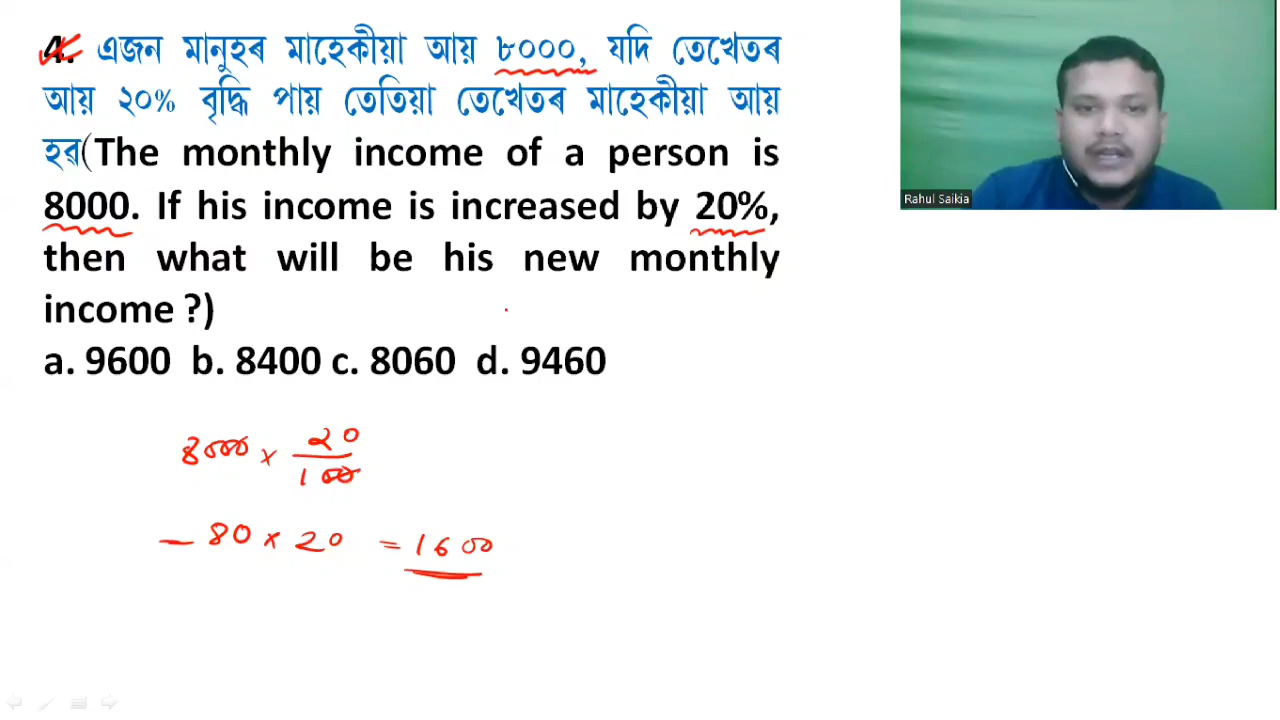 4. এজন মানুহৰ মাহেকীয়া আয় ৮০০০, যদি তেখেতৰ
আয় ২০% বৃদ্ধি পায় তেতিয়া তেখেতৰ মাহেকীয়া আয়
হৱ(The monthly income of a person is
8000. If his income is increased by 20%,
then what will be his new monthly
income ?)
a. 9600 b. 8400 c. 8060 d. 9460
8000 × 20
100
80 × 20 = 1600
Rahul Saikia